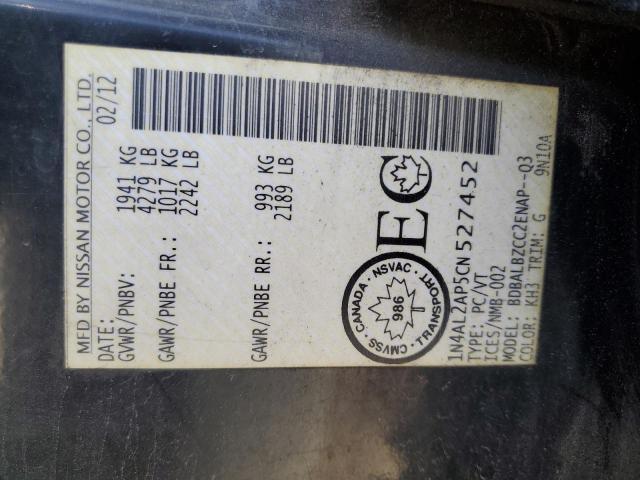 MFD BY NISSAN MOTOR CO., LTD.
DATE: 02/12
GVWR/PNBV: 1941 KG
4279 LB
GAWR/PNBE FR.: 1017 KG
2242 LB
GAWR/PNBE RR.: 993 KG
2189 LB
CANADA · NSVAC · TRANSPORT · CMVSS ·
986
EC
1N4AL2AP5CN527452
TYPE: PC/VT
ICES/NMB-002
MODEL: BDBALBZCC2ENAP--03
COLOR: KH3 TRIM: G 9N10A